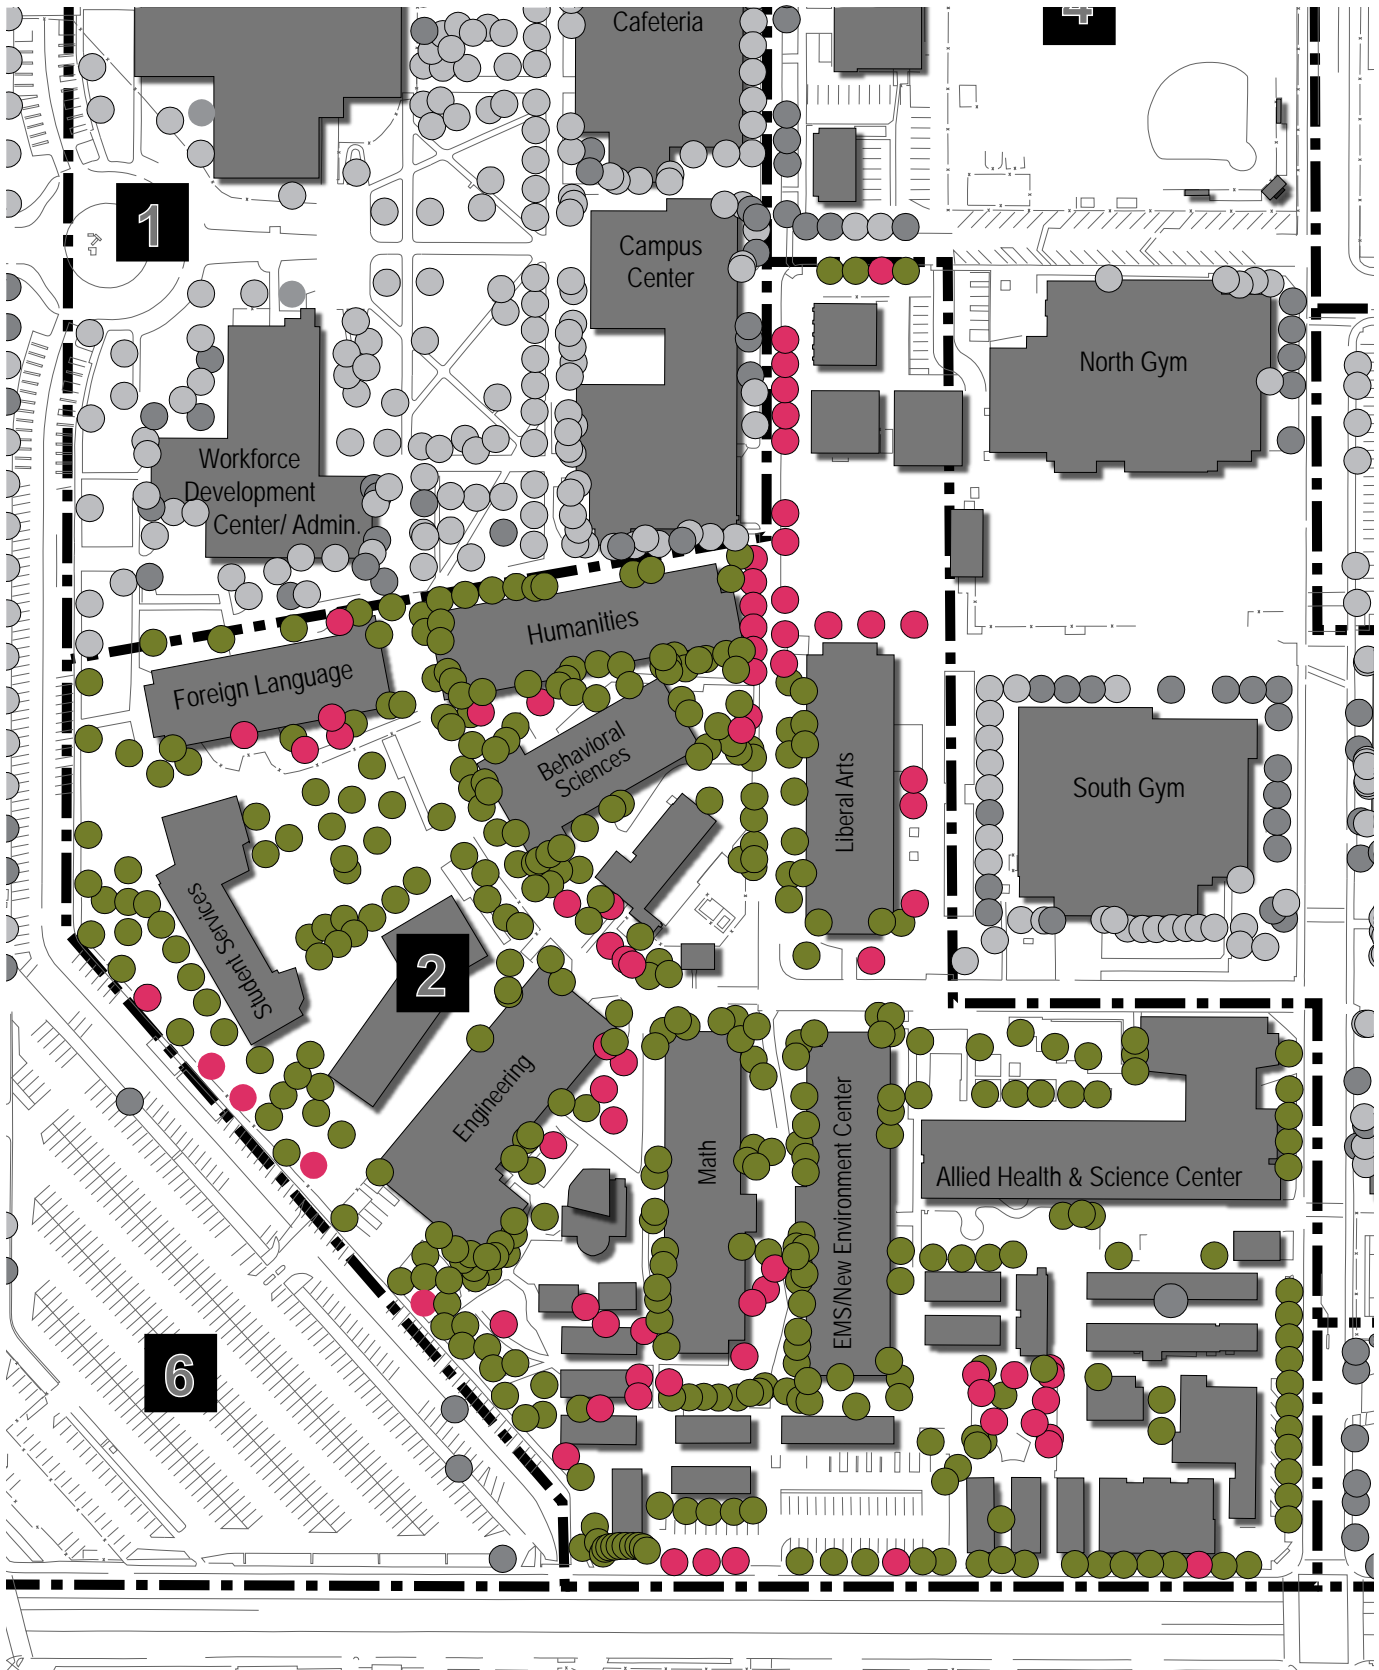 Cafeteria
4
1
Campus
Center
North Gym
Workforce
Development
Center/ Admin.
Humanities
Foreign Language
Behavioral
Sciences
Liberal Arts
South Gym
Student Services
2
Engineering
Math
EMS/New Environment Center
Allied Health & Science Center
6